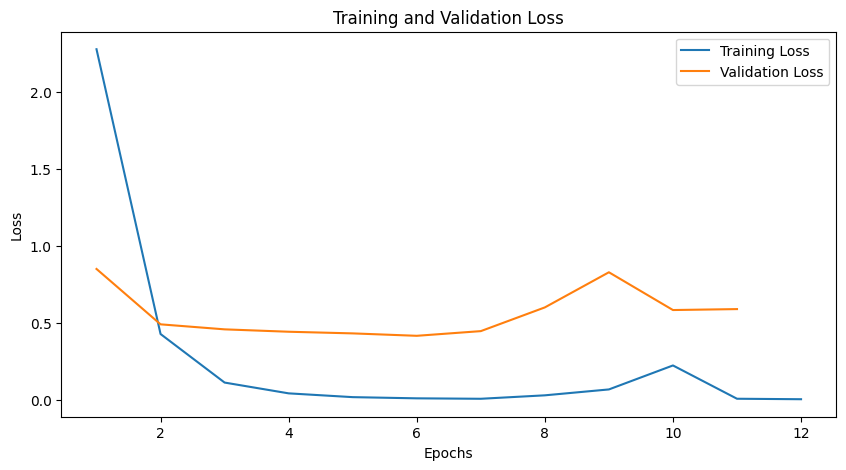 Training and Validation Loss
Training Loss
Validation Loss
2.0
1.5
1.0
0.5
0.0
Loss
2 4 6 8 10 12
Epochs